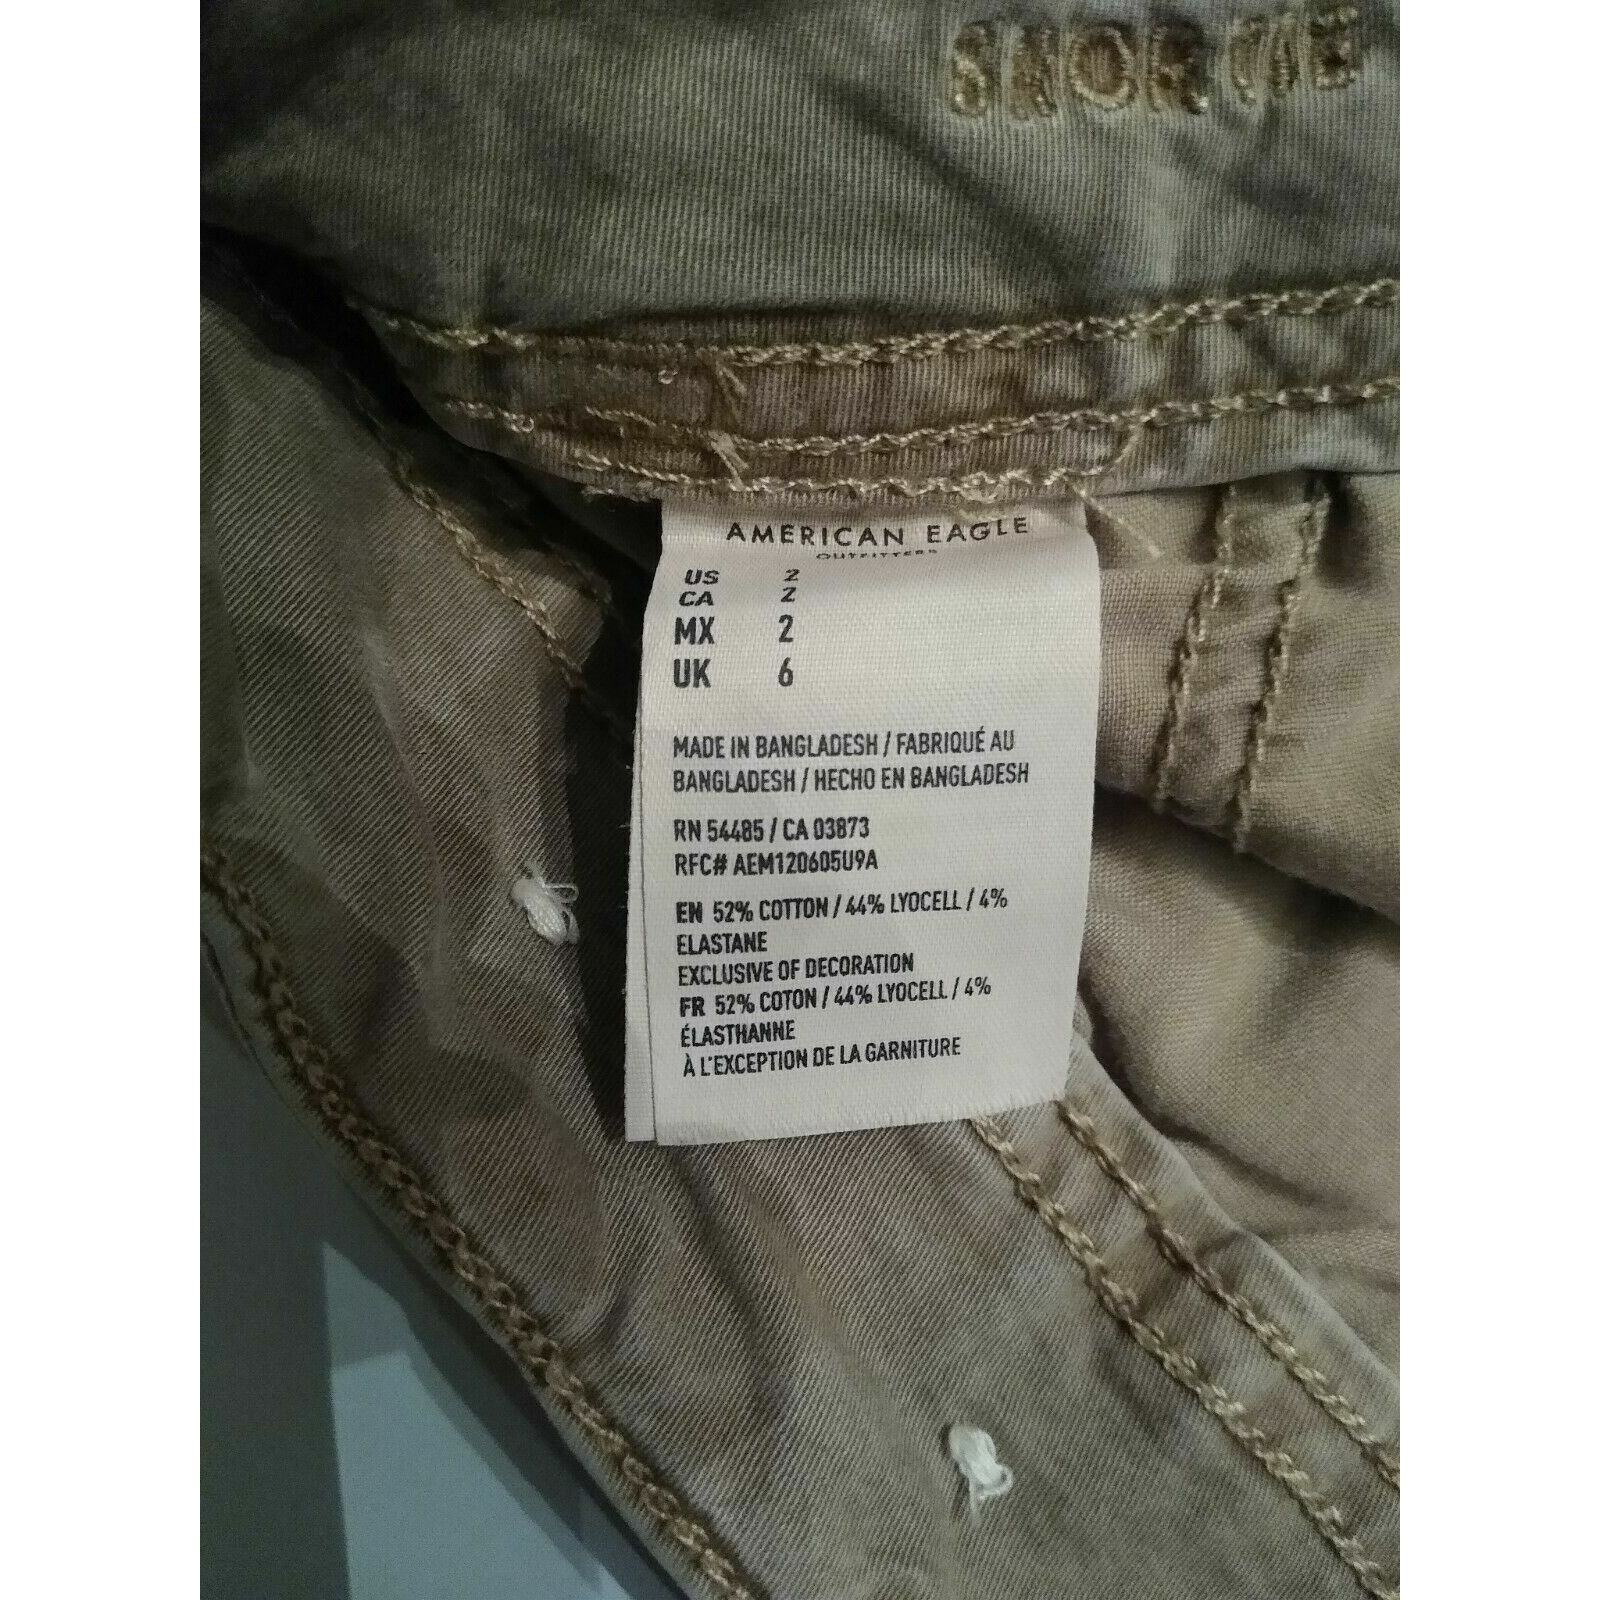 SHORTIE
AMERICAN EAGLE
OUTFITTERS
US 2
CA 2
MX 2
UK 6
MADE IN BANGLADESH / FABRIQUÉ AU
BANGLADESH / HECHO EN BANGLADESH
RN 54485 / CA 03873
RFC# AEM120605U9A
EN 52% COTTON / 44% LYOCELL / 4%
ELASTANE
EXCLUSIVE OF DECORATION
FR 52% COTON / 44% LYOCELL / 4%
ÉLASTHANNE
À L'EXCEPTION DE LA GARNITURE